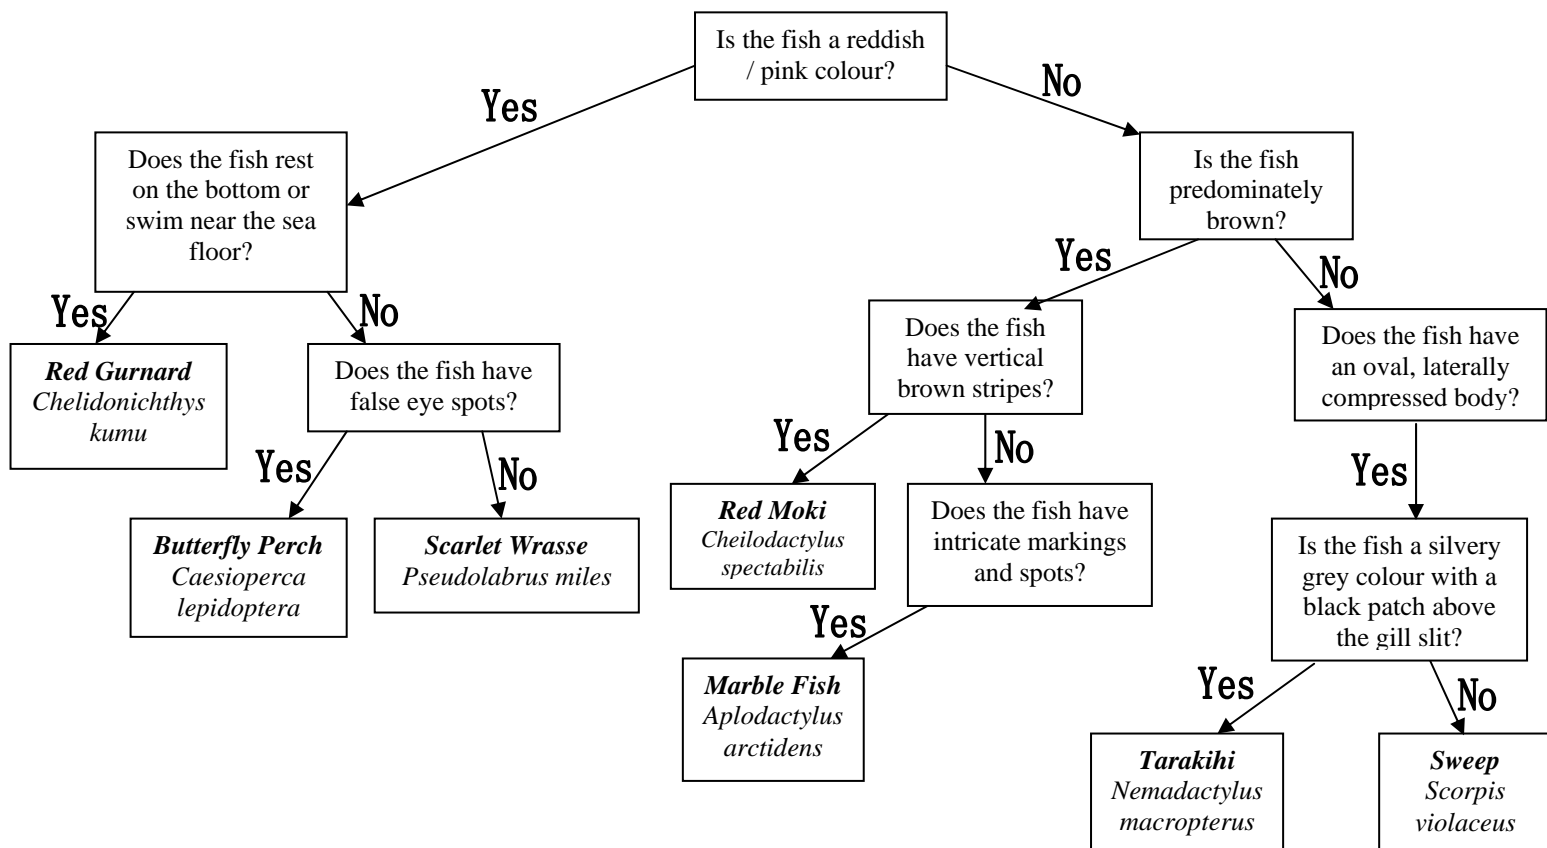 Is the fish a reddish
/ pink colour?
Yes
No
Does the fish rest
on the bottom or
swim near the sea
floor?
Is the fish
predominately
brown?
Yes
No
Yes
No
Red Gurnard
Chelidonichthys
kumu
Does the fish have
false eye spots?
Does the fish
have vertical
brown stripes?
Does the fish have
an oval, laterally
compressed body?
Yes
No
Yes
No
Yes
Butterfly Perch
Caesioperca
lepidoptera
Scarlet Wrasse
Pseudolabrus miles
Red Moki
Cheilodactylus
spectabilis
Does the fish have
intricate markings
and spots?
Is the fish a silvery
grey colour with a
black patch above
the gill slit?
Yes
Yes
No
Marble Fish
Aplodactylus
arctidens
Tarakihi
Nemadactylus
macropterus
Sweep
Scorpis
violaceus